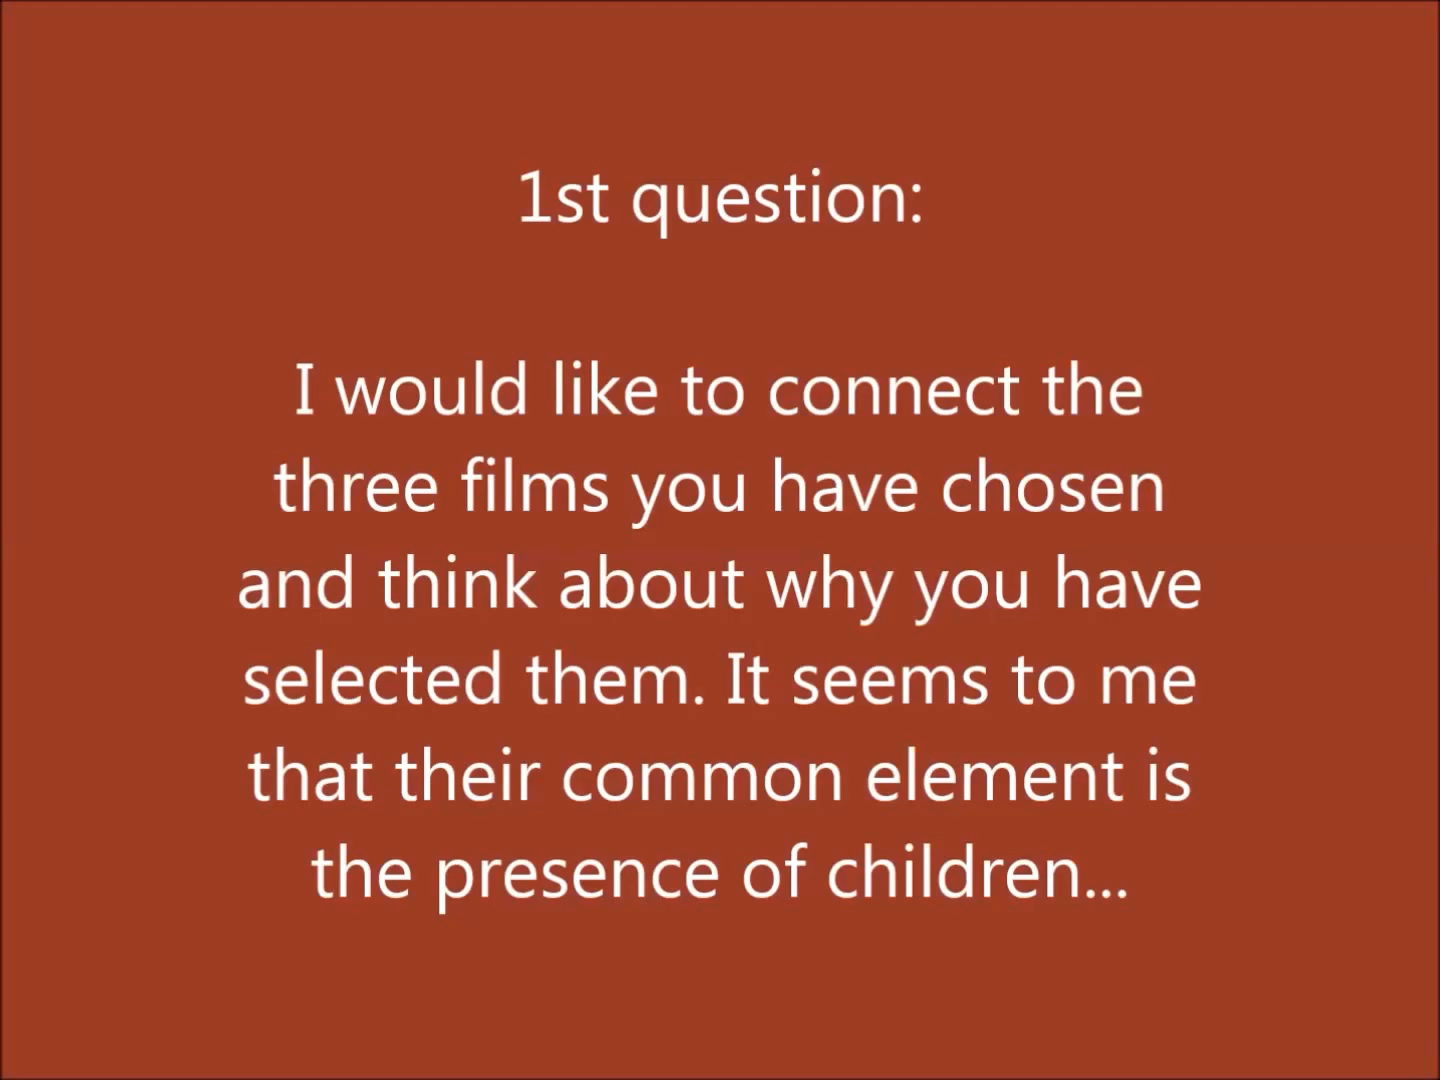 1st question:
I would like to connect the
three films you have chosen
and think about why you have
selected them. It seems to me
that their common element is
the presence of children...